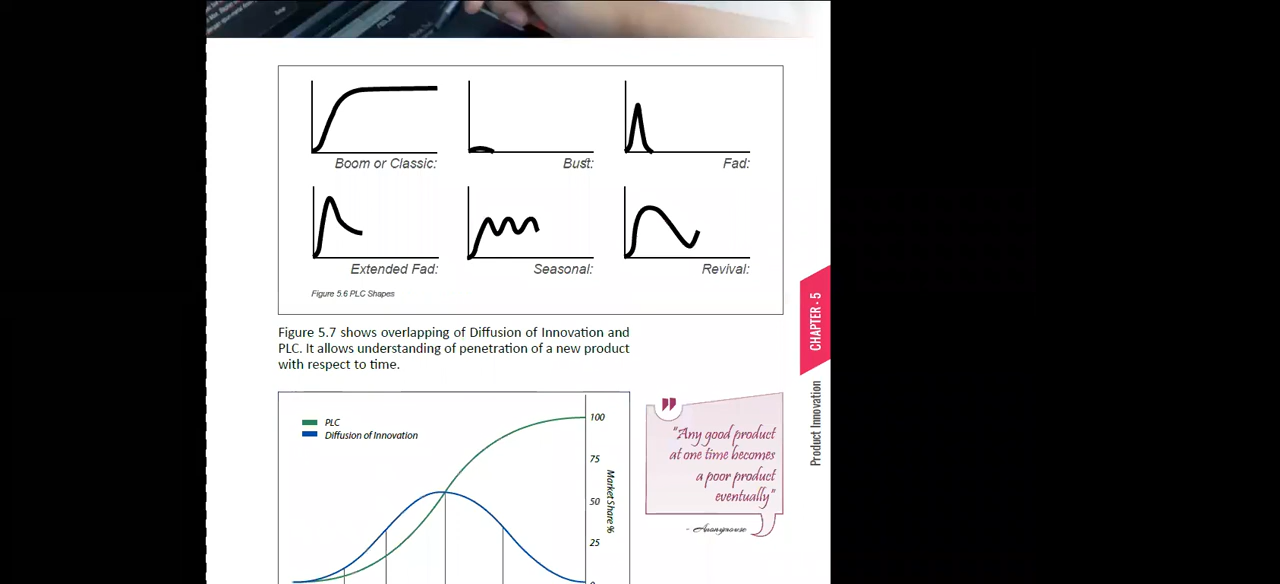 Boom or Classic:
Bust:
Fad:
Extended Fad:
Seasonal:
Revival:
Figure 5.6 PLC Shapes
Figure 5.7 shows overlapping of Diffusion of Innovation and
PLC. It allows understanding of penetration of a new product
with respect to time.
PLC
Diffusion of Innovation
100
75
50
25
Market Share %
"Any good product
at one time becomes
a poor product
eventually"
CHAPTER - 5
Product Innovation